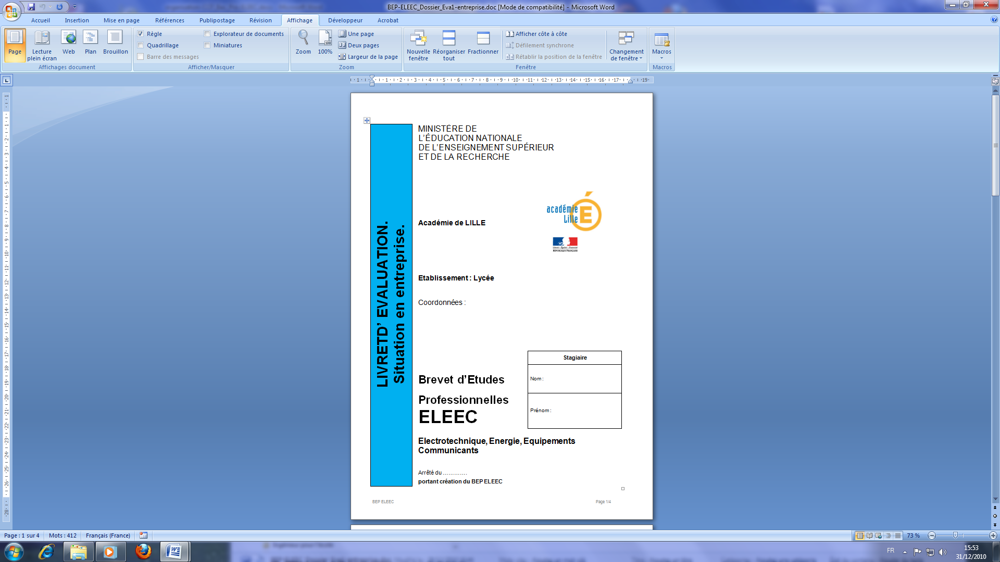 BEP-ELEEC_Dossier_Eva1-entreprise.doc [Mode de compatibilité] - Microsoft Word
Accueil
Insertion
Mise en page
Références
Publipostage
Révision
Affichage
Développeur
Acrobat
Page
Lecture plein écran
Web
Plan
Brouillon
Affichages document
Règle
Quadrillage
Barre des messages
Explorateur de documents
Miniatures
Afficher/Masquer
Zoom
100%
Une page
Deux pages
Largeur de la page
Zoom
Nouvelle fenêtre
Réorganiser tout
Fractionner
Afficher côte à côte
Défilement synchrone
Rétablir la position de la fenêtre
Fenêtre
Changement de fenêtre
Macros
Macros
MINISTÈRE DE
L’ÉDUCATION NATIONALE
DE L’ENSEIGNEMENT SUPÉRIEUR
ET DE LA RECHERCHE
académie
Lille
É
Académie de LILLE
Liberté • Égalité • Fraternité
RÉPUBLIQUE FRANÇAISE
LIVRETD’ EVALUATION.
Situation en entreprise.
Etablissement : Lycée
Coordonnées :
Stagiaire
Nom :
Prénom :
Brevet d’Etudes
Professionnelles
ELEEC
Electrotechnique, Energie, Equipements
Communicants
Arrêté du ………….
portant création du BEP ELEEC
BEP ELEEC
Page 1/4
Page : 1 sur 4
Mots : 412
Français (France)
73 %
FR
15:53
31/12/2010